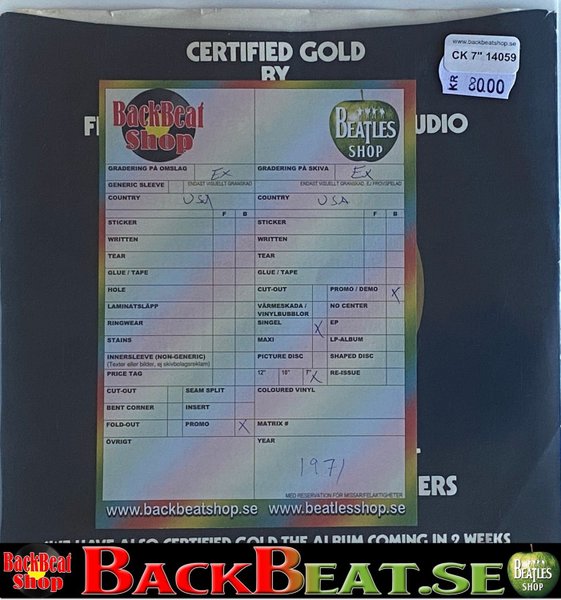 CERTIFIED GOLD
BY
UDIO
www.backbeatshop.se
CK 7" 14059
KR 80.00
BackBeat
Shop
BEATLES
SHOP
GRADERING PÅ OMSLAG Ex
GRADERING PÅ SKIVA Ex
GENERIC SLEEVE
ENDAST VISUELLT GRANSKAD
ENDAST VISUELLT GRANSKAD, EJ PROVSPELAD
COUNTRY USA
COUNTRY USA
F B
F B
STICKER
STICKER
WRITTEN
WRITTEN
TEAR
TEAR
GLUE / TAPE
GLUE / TAPE
HOLE
CUT-OUT
PROMO / DEMO X
LAMINATSLÄPP
VÄRMESKADA /
VINYLBUBBLOR
NO CENTER
RINGWEAR
SINGEL X
EP
STAINS
MAXI
LP-ALBUM
INNERSLEEVE (NON-GENERIC)
(Texter eller bilder, ej skivbolagsreklam)
PICTURE DISC
SHAPED DISC
PRICE TAG
12" 10" 7" X
RE-ISSUE
CUT-OUT
SEAM SPLIT
COLOURED VINYL
BENT CORNER
INSERT
FOLD-OUT
PROMO X
MATRIX #
ÖVRIGT
YEAR
1971
MED RESERVATION FÖR MISSAR/FELAKTIGHETER
www.backbeatshop.se
www.beatlesshop.se
ERS
HAVE ALSO CERTIFIED GOLD THE ALBUM COMING IN 2 WEEKS
BackBeat
Shop
BACKBEAT.SE
BEATLES
SHOP